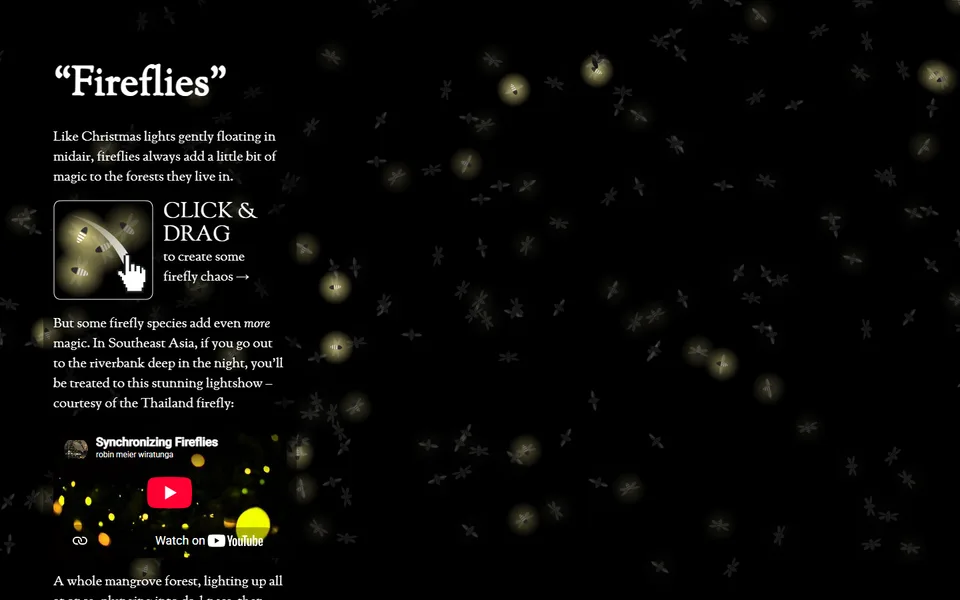 “Fireflies”
Like Christmas lights gently floating in
midair, fireflies always add a little bit of
magic to the forests they live in.
CLICK &
DRAG
to create some
firefly chaos →
But some firefly species add even more
magic. In Southeast Asia, if you go out
to the riverbank deep in the night, you’ll
be treated to this stunning lightshow –
courtesy of the Thailand firefly:
Synchronizing Fireflies
robin meier wiratunga
Watch on YouTube
A whole mangrove forest, lighting up all